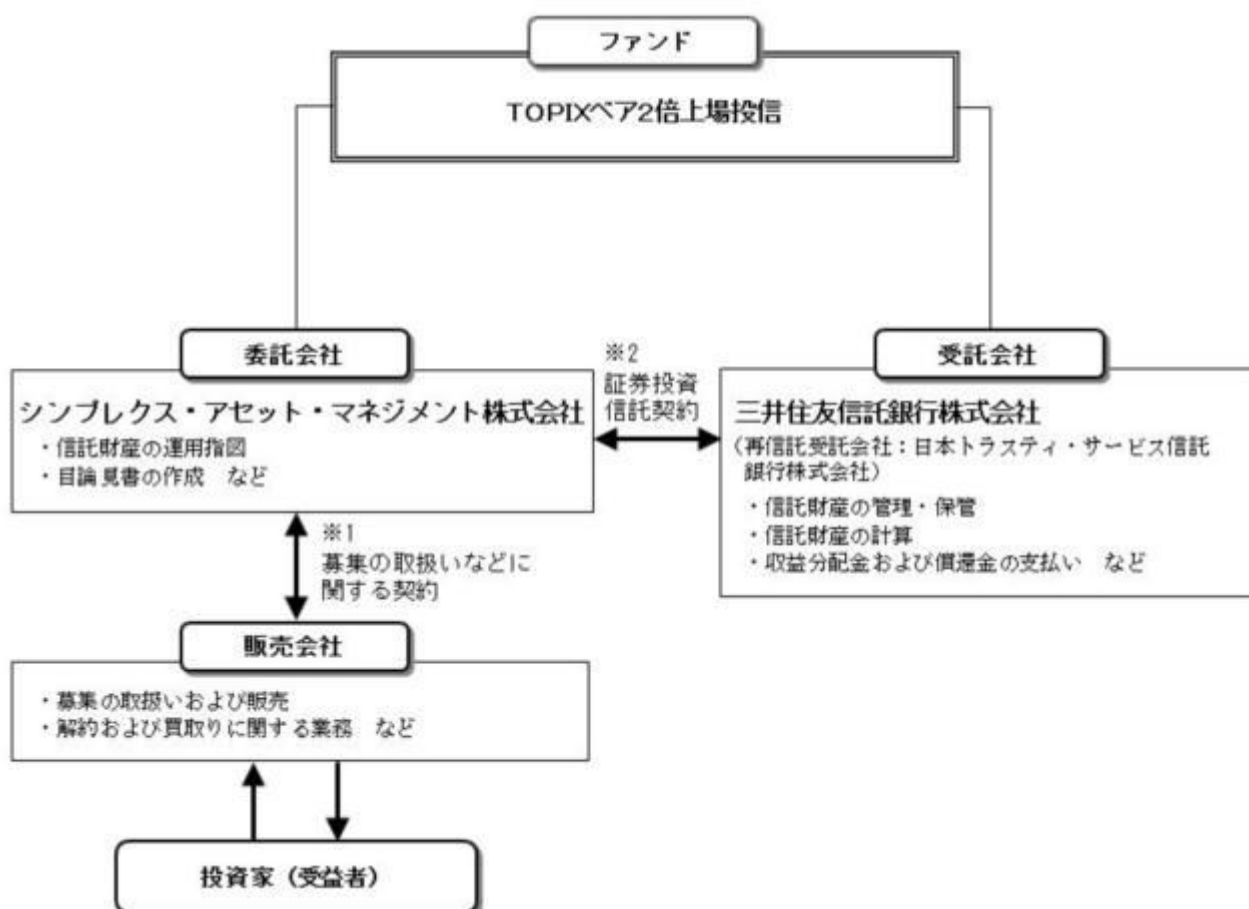 ファンド
TOPIXベア2倍上場投信
委託会社
シンプレクス・アセット・マネジメント株式会社
・信託財産の運用指図
・目論見書の作成　など
※2
証券投資
信託契約
受託会社
三井住友信託銀行株式会社
(再信託受託会社：日本トラスティ・サービス信託
銀行株式会社)
・信託財産の管理・保管
・信託財産の計算
・収益分配金および償還金の支払い　など
※1
募集の取扱いなどに
関する契約
販売会社
・募集の取扱いおよび販売
・解約および買取りに関する業務　など
投資家（受益者）